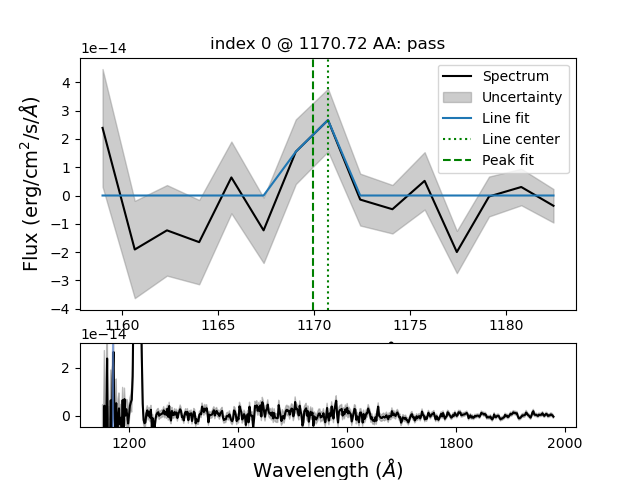 index 0 @ 1170.72 AA: pass
1e−14
4
3
2
1
0
−1
−2
−3
−4
Flux (erg/cm²/s/Å)
Spectrum
Uncertainty
Line fit
Line center
Peak fit
1160
1165
1170
1175
1180
1e−14
2
0
1200
1400
1600
1800
2000
Wavelength (Å)